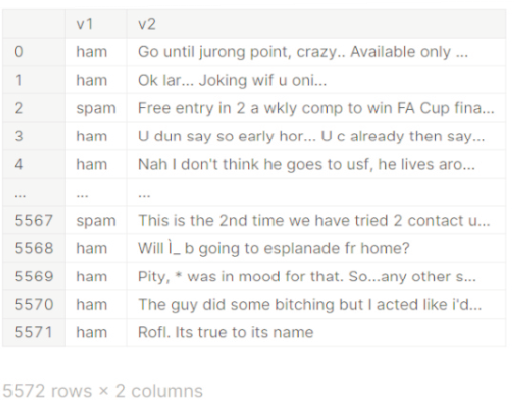 v1 v2
0 ham Go until jurong point, crazy.. Available only ...
1 ham Ok lar... Joking wif u oni...
2 spam Free entry in 2 a wkly comp to win FA Cup fina...
3 ham U dun say so early hor... U c already then say...
4 ham Nah I don't think he goes to usf, he lives aro...
... ... ...
5567 spam This is the 2nd time we have tried 2 contact u...
5568 ham Will Ì_ b going to esplanade fr home?
5569 ham Pity, * was in mood for that. So...any other s...
5570 ham The guy did some bitching but I acted like i'd...
5571 ham Rofl. Its true to its name
5572 rows × 2 columns